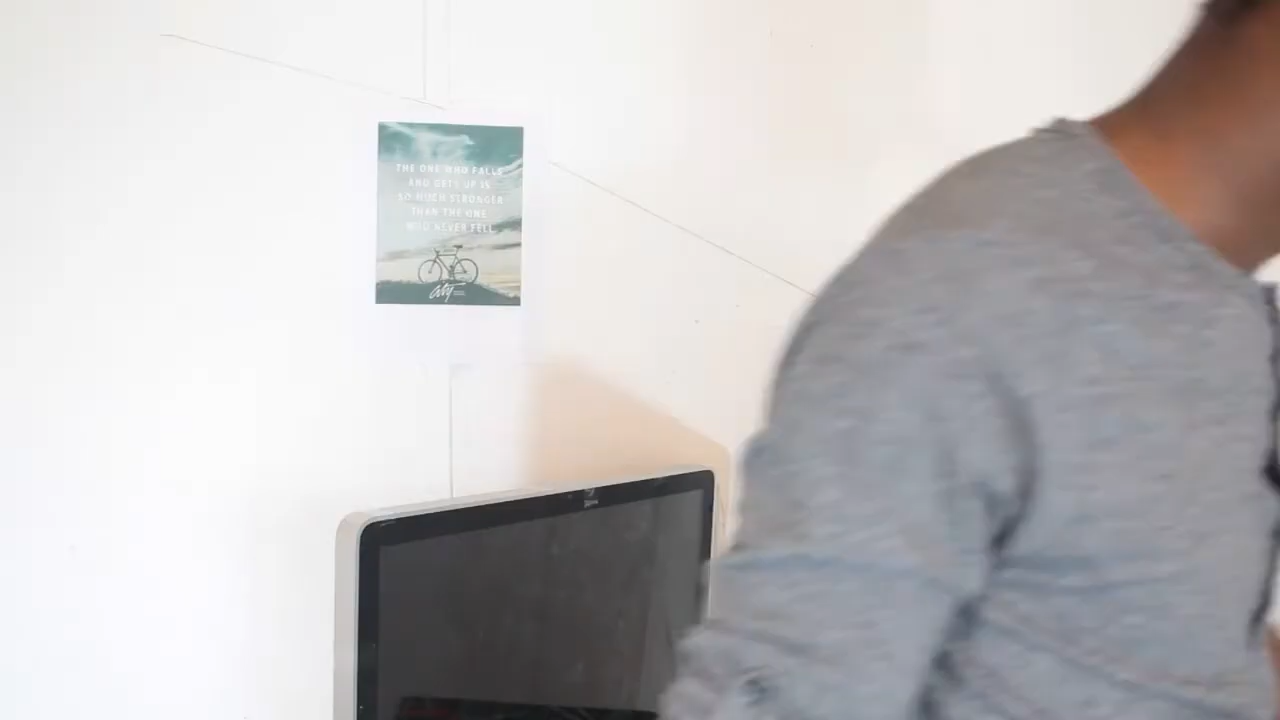 THE ONE WHO FALLS
AND GETS UP IS
SO MUCH STRONGER
THAN THE ONE
WHO NEVER FELL